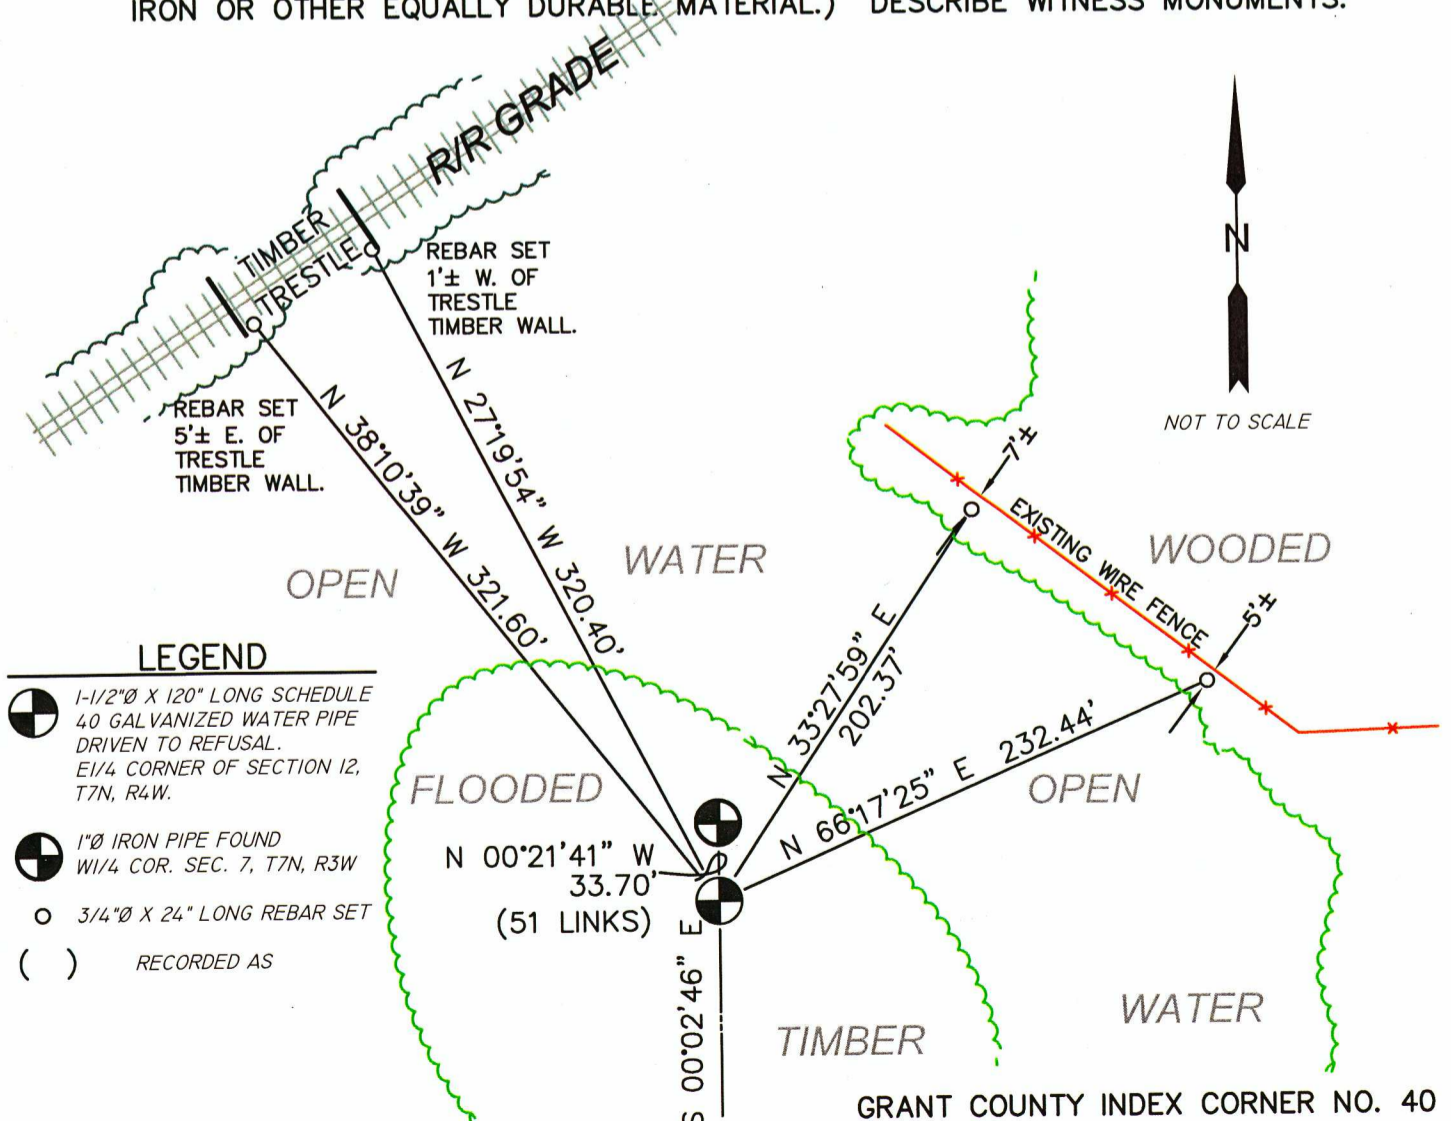 IRON OR OTHER EQUALLY DURABLE MATERIAL.) DESCRIBE WITNESS MONUMENTS.
R/R GRADE
TIMBER
TRESTLE
REBAR SET
1'± W. OF
TRESTLE
TIMBER WALL.
N
NOT TO SCALE
REBAR SET
5'± E. OF
TRESTLE
TIMBER WALL.
N 38°10'39" W 321.60'
N 27°19'54" W 320.40'
7'±
EXISTING WIRE FENCE
WOODED
5'±
OPEN
WATER
N 33°27'59" E
202.37'
N 66°17'25" E 232.44'
OPEN
WATER
LEGEND
1-1/2"Ø X 120" LONG SCHEDULE
40 GALVANIZED WATER PIPE
DRIVEN TO REFUSAL.
E1/4 CORNER OF SECTION 12,
T7N, R4W.
1"Ø IRON PIPE FOUND
W1/4 COR. SEC. 7, T7N, R3W
3/4"Ø X 24" LONG REBAR SET
( ) RECORDED AS
FLOODED
TIMBER
N 00°21'41" W
33.70'
(51 LINKS)
S 00°02'46" E
GRANT COUNTY INDEX CORNER NO. 40